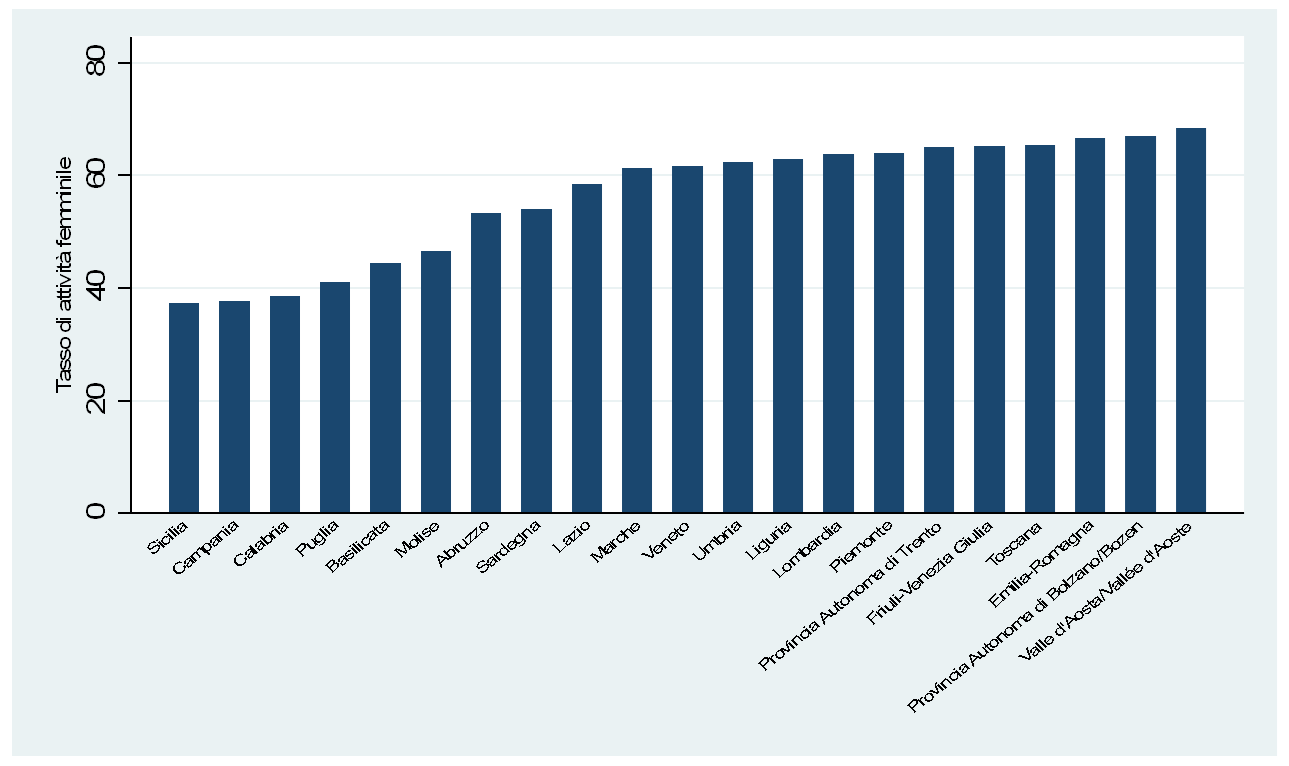 Tasso di attività femminile
80
60
40
20
0
Sicilia
Campania
Calabria
Puglia
Basilicata
Molise
Abruzzo
Sardegna
Lazio
Marche
Veneto
Umbria
Liguria
Lombardia
Piemonte
Provincia Autonoma di Trento
Friuli-Venezia Giulia
Toscana
Emilia-Romagna
Provincia Autonoma di Bolzano/Bozen
Valle d'Aosta/Vallée d'Aoste